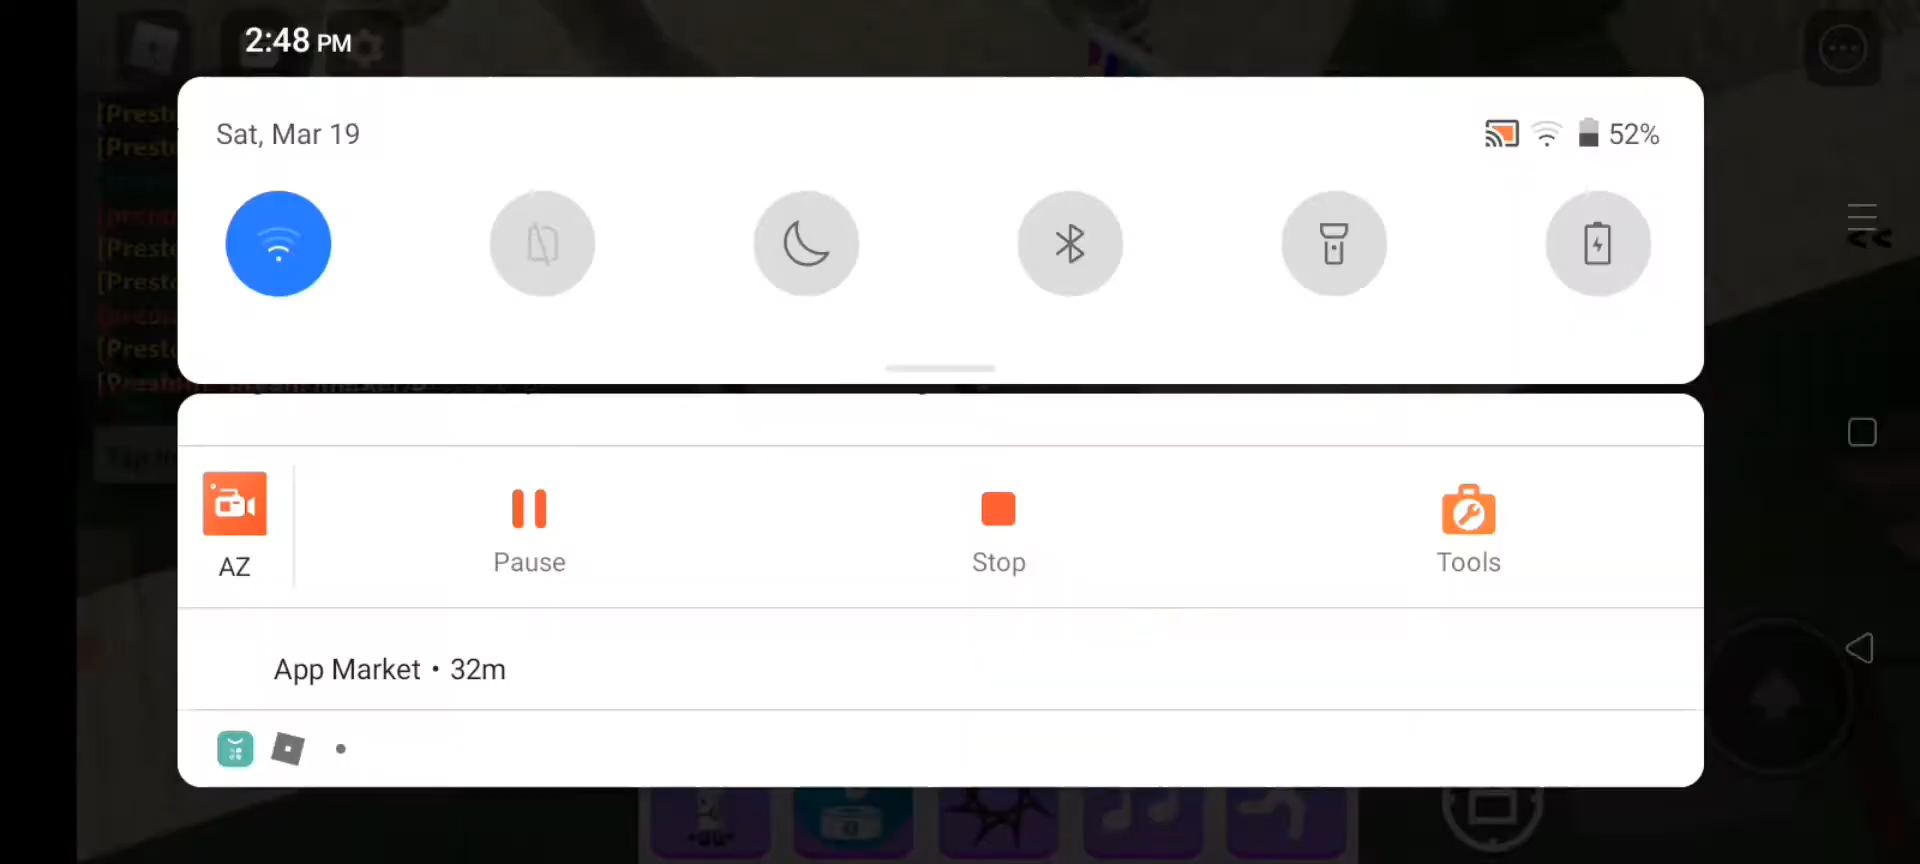 2:48 PM
Sat, Mar 19
52%
AZ
Pause
Stop
Tools
App Market • 32m